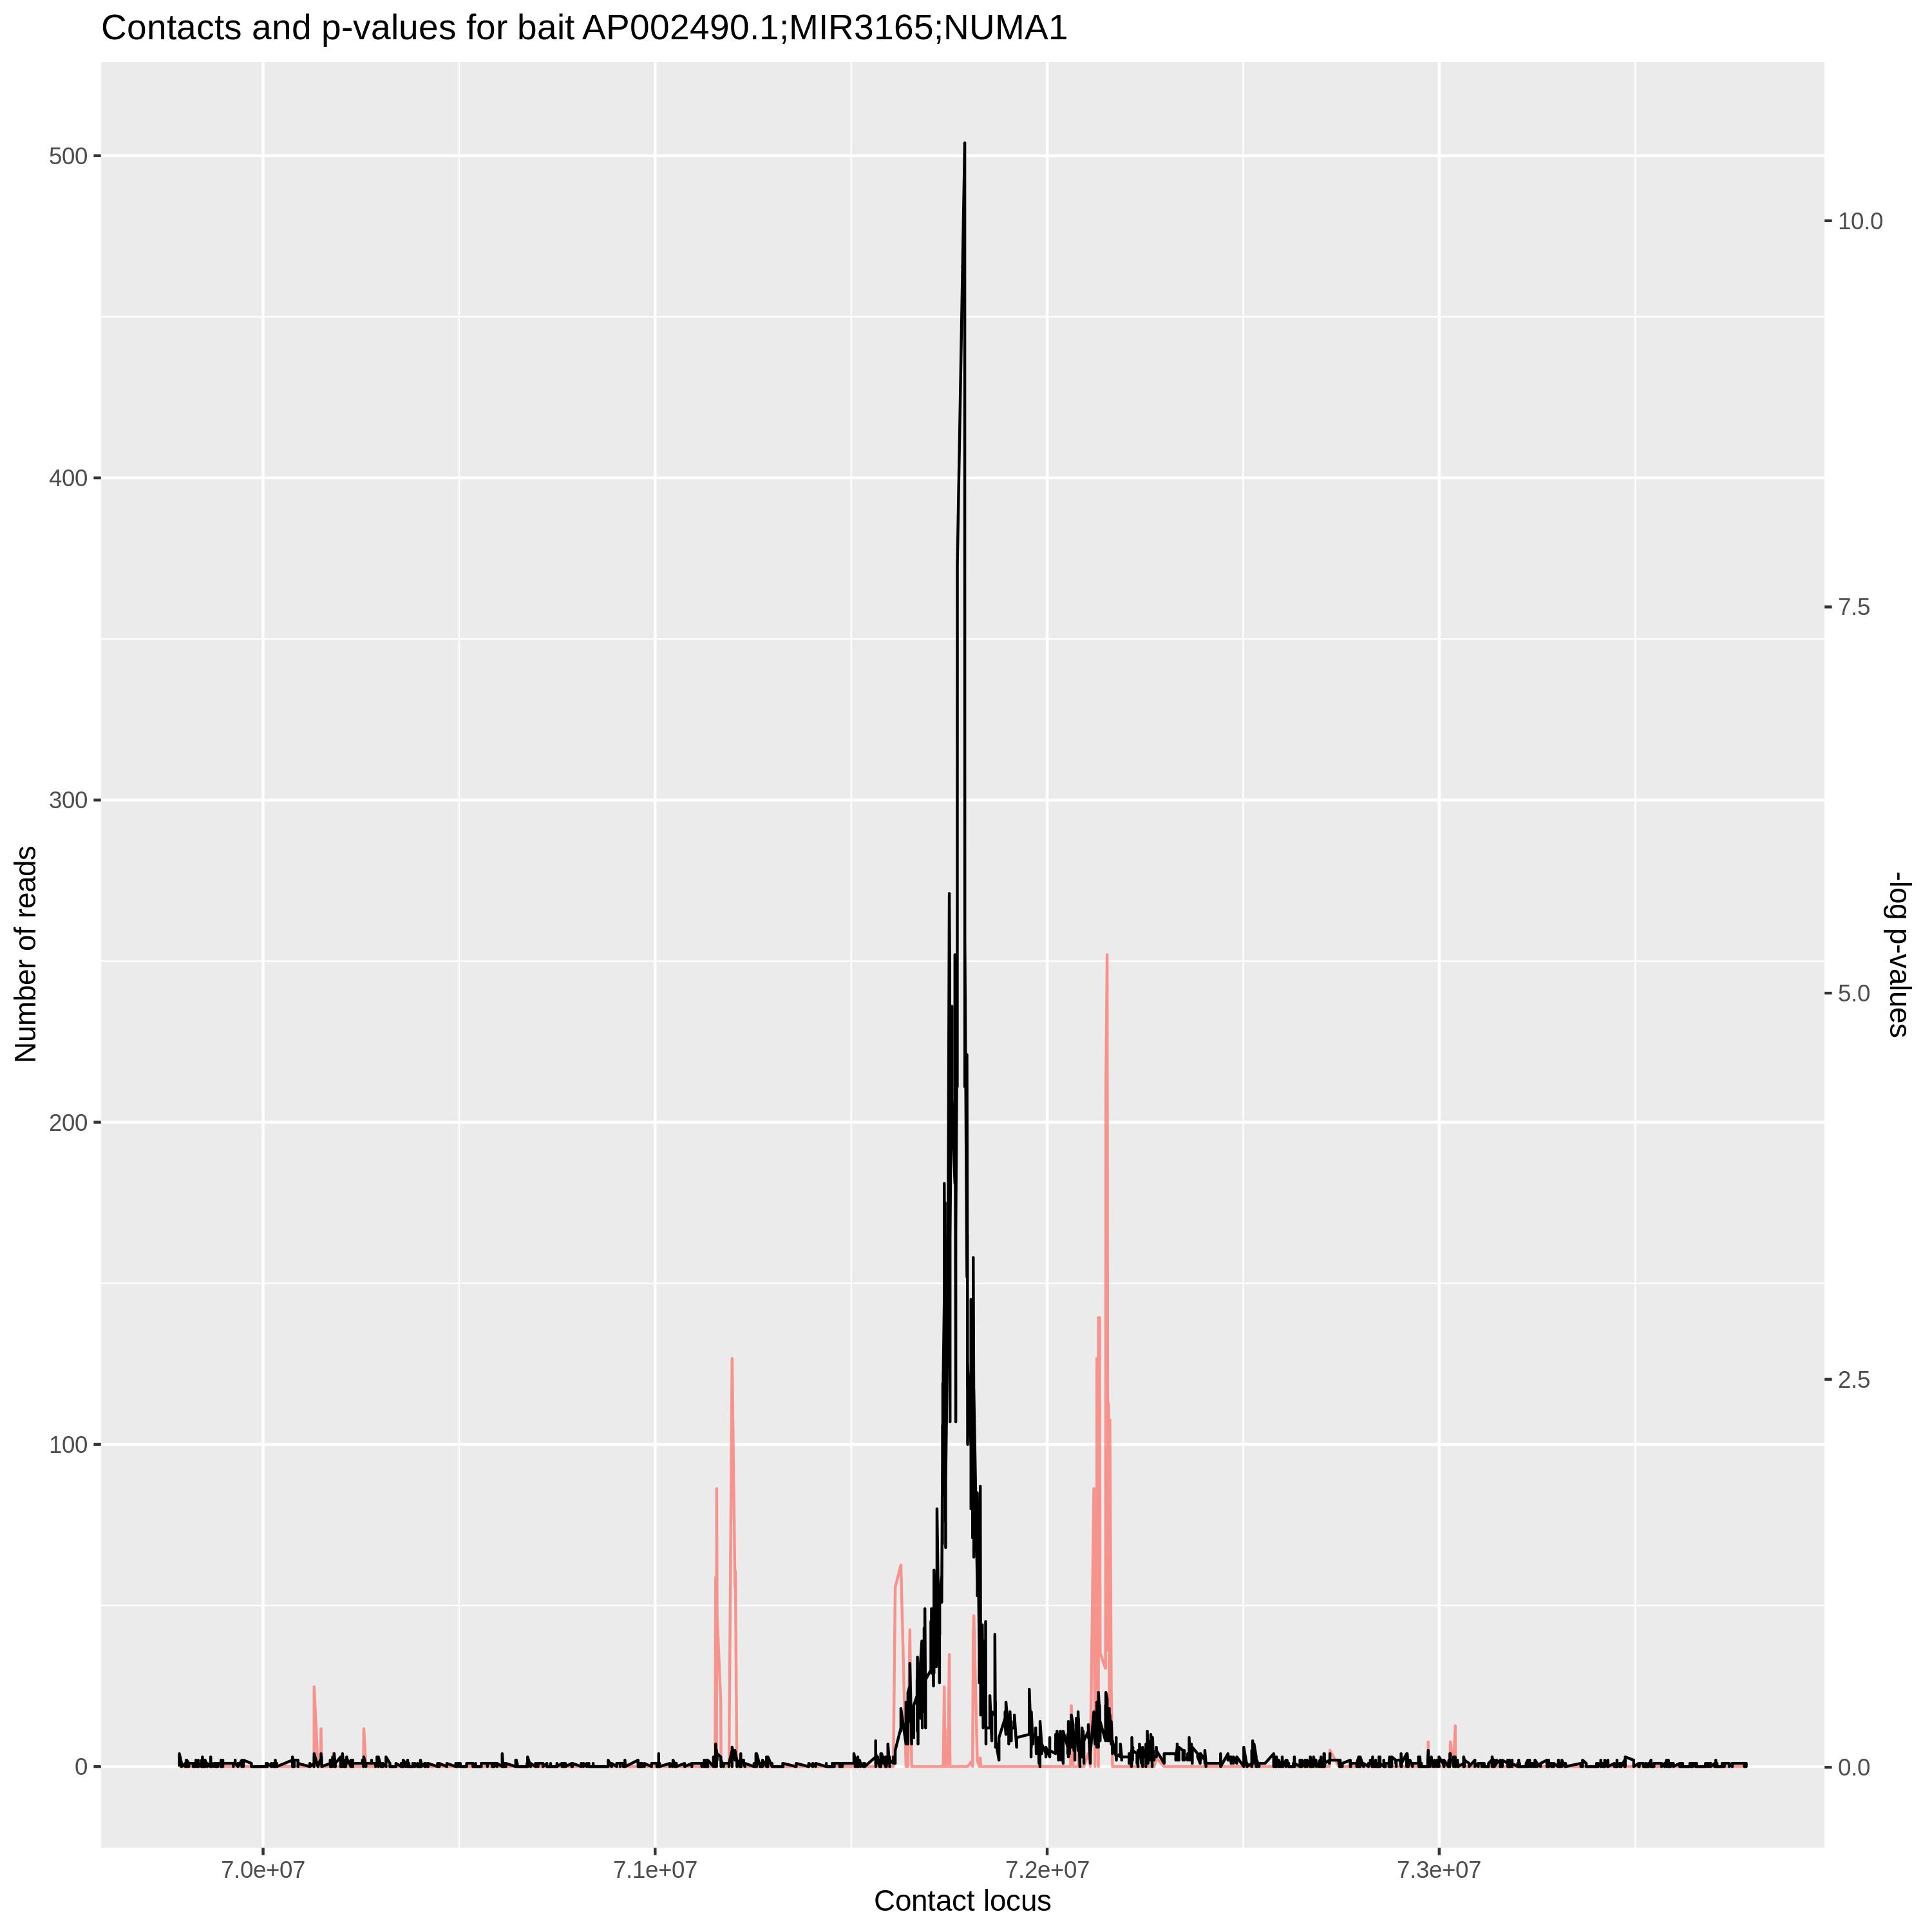 Contacts and p-values for bait AP002490.1;MIR3165;NUMA1
500
400
300
200
100
0
Number of reads
10.0
7.5
5.0
2.5
0.0
-log p-values
7.0e+07
7.1e+07
7.2e+07
7.3e+07
Contact locus